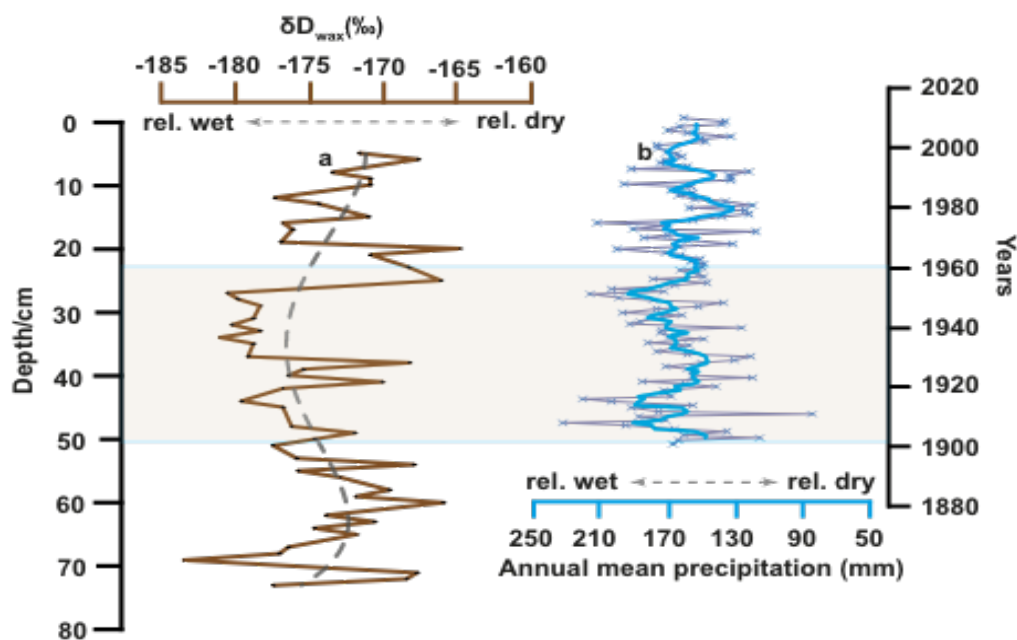 δD_wax(‰)
-185 -180 -175 -170 -165 -160
rel. wet rel. dry
a
0
10
20
30
40
50
60
70
80
Depth/cm
b
2020
2000
1980
1960
1940
1920
1900
1880
Years
rel. wet rel. dry
250 210 170 130 90 50
Annual mean precipitation (mm)